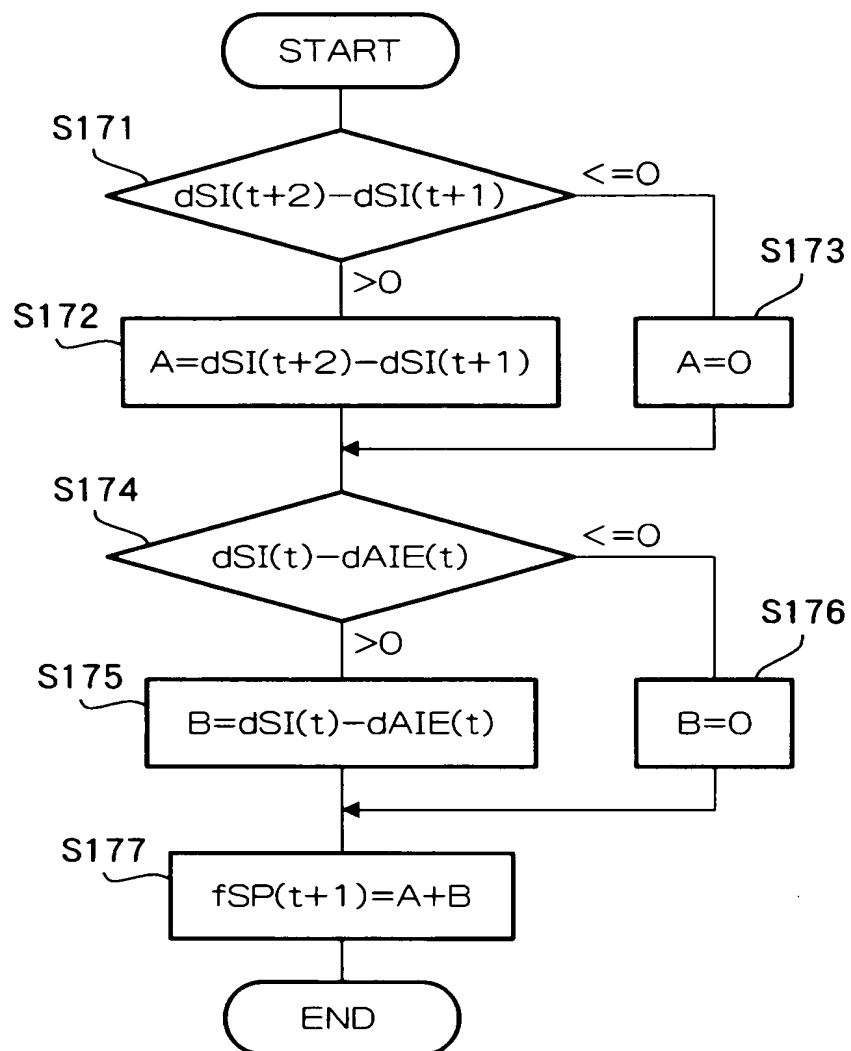 START
S171
dSI(t+2)-dSI(t+1)
<=0
>0
S173
S172
A=dSI(t+2)-dSI(t+1)
A=0
S174
dSI(t)-dAIE(t)
<=0
>0
S176
S175
B=dSI(t)-dAIE(t)
B=0
S177
fSP(t+1)=A+B
END